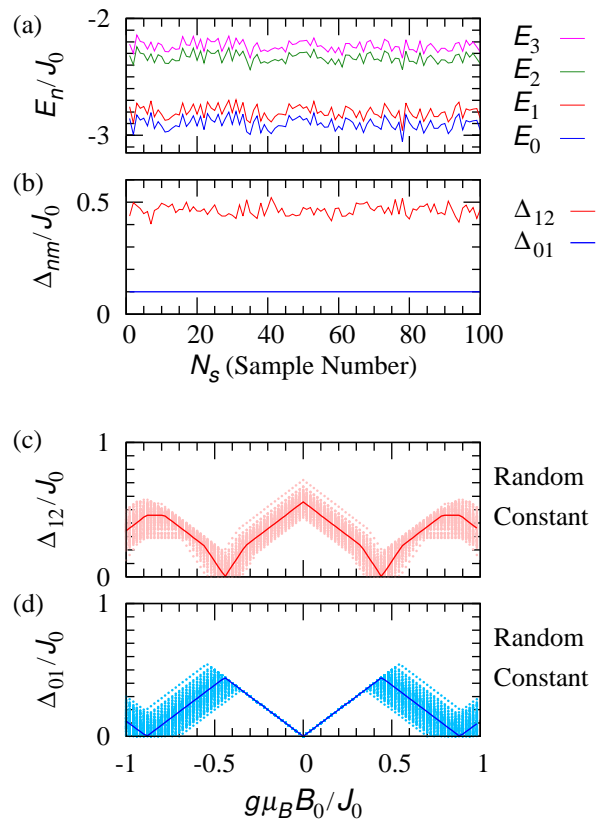 (a)
-2
-3
E_n/J_0
E_3
E_2
E_1
E_0
(b)
0.5
0
Δ_nm/J_0
Δ_12
Δ_01
0 20 40 60 80 100
N_s (Sample Number)
(c)
1
0
Δ_12/J_0
Random
Constant
(d)
1
0
Δ_01/J_0
Random
Constant
-1 -0.5 0 0.5 1
gμ_B B_0/J_0